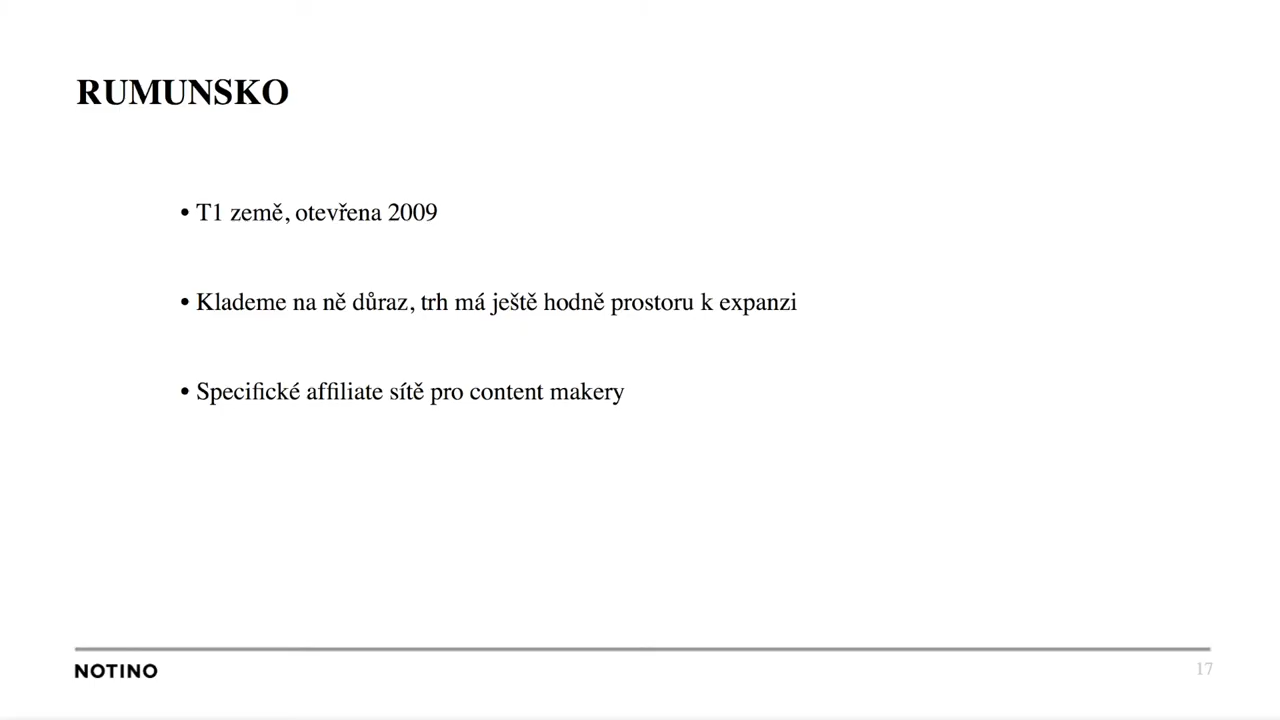 RUMUNSKO
• T1 země, otevřena 2009
• Klademe na ně důraz, trh má ještě hodně prostoru k expanzi
• Specifické affiliate sítě pro content makery
NOTINO
17